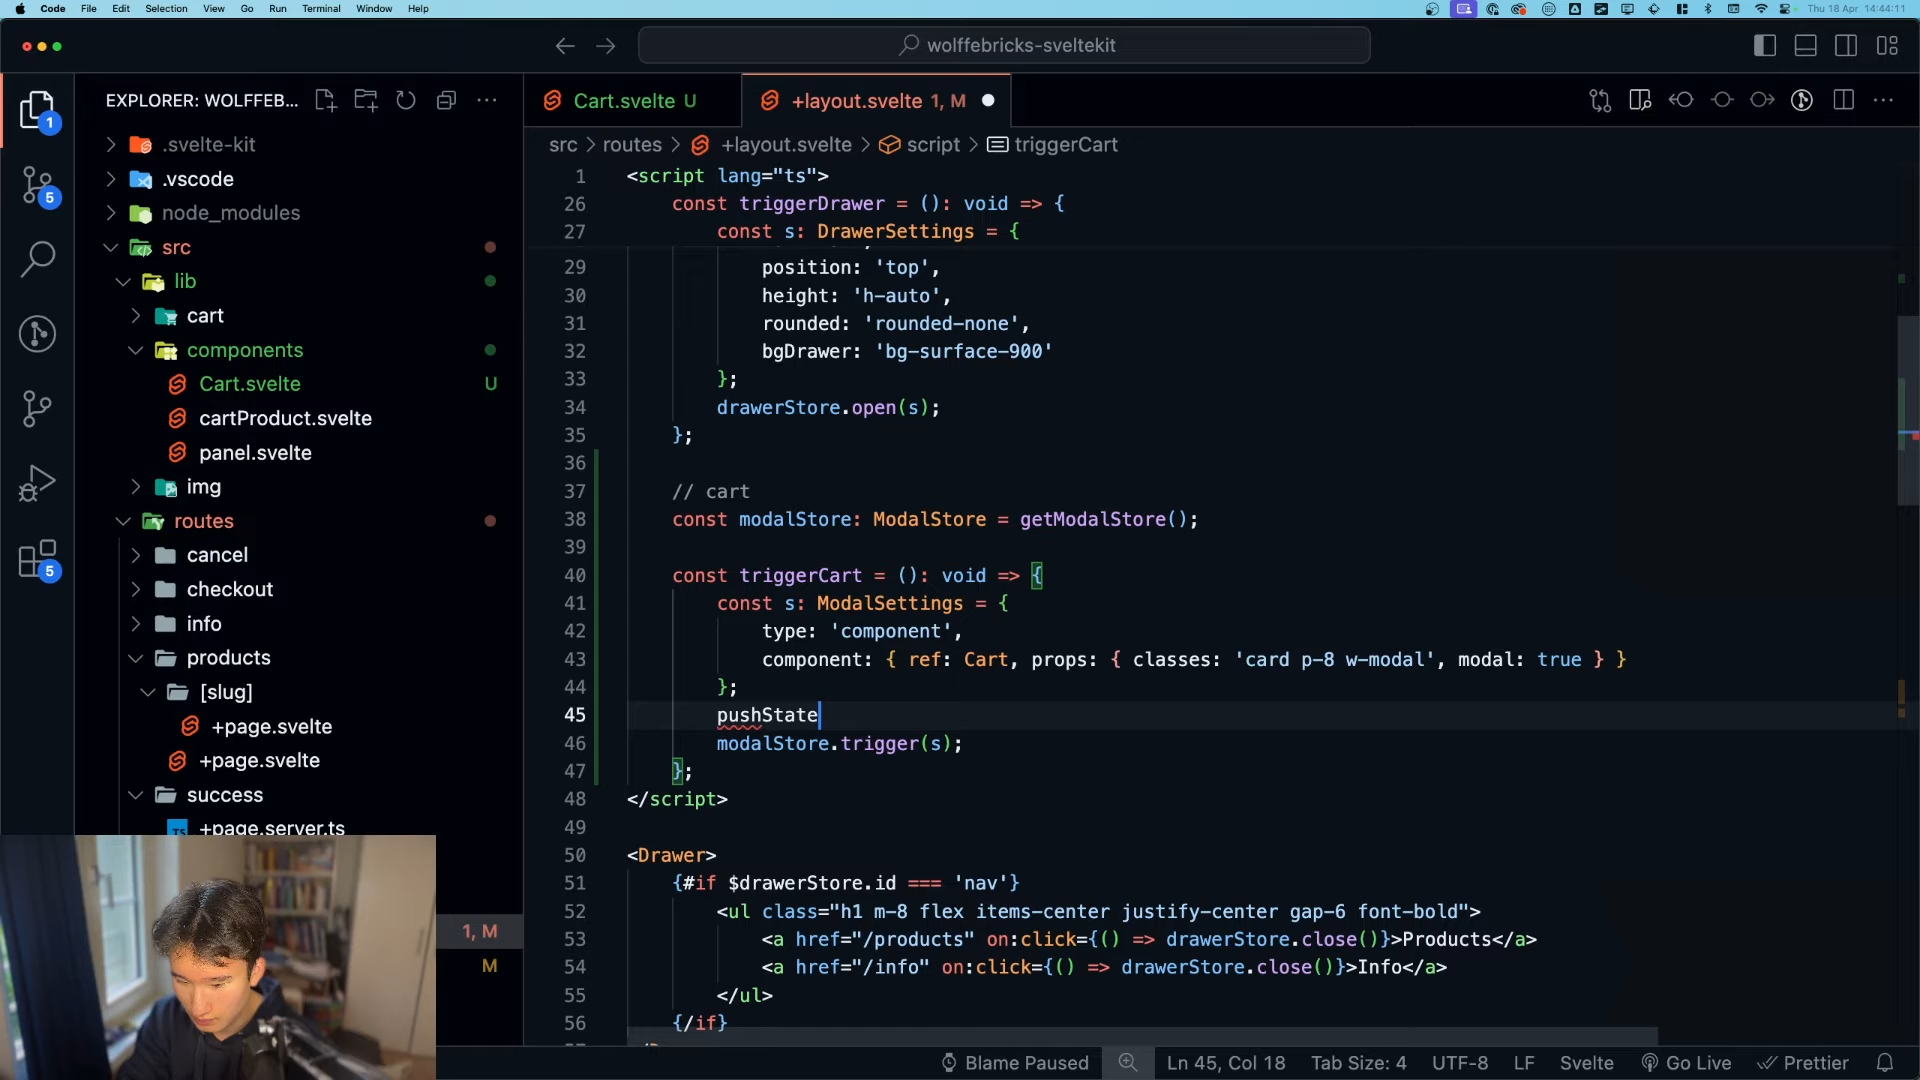 Code File Edit Selection View Go Run Terminal Window Help
Thu 18 Apr 14:44:11
wolffebricks-sveltekit
EXPLORER: WOLFFEB...
1
5
5
.svelte-kit
.vscode
node_modules
src
lib
cart
components
Cart.svelte U
cartProduct.svelte
panel.svelte
img
routes
cancel
checkout
info
products
[slug]
+page.svelte
+page.svelte
success
TS +page.server.ts
1, M
M
Cart.svelte U
+layout.svelte 1, M
src > routes > +layout.svelte > script > triggerCart
1 <script lang="ts">
26 const triggerDrawer = (): void => {
27 const s: DrawerSettings = {
29 position: 'top',
30 height: 'h-auto',
31 rounded: 'rounded-none',
32 bgDrawer: 'bg-surface-900'
33 };
34 drawerStore.open(s);
35 };
36
37 // cart
38 const modalStore: ModalStore = getModalStore();
39
40 const triggerCart = (): void => {
41 const s: ModalSettings = {
42 type: 'component',
43 component: { ref: Cart, props: { classes: 'card p-8 w-modal', modal: true } }
44 };
45 pushState
46 modalStore.trigger(s);
47 };
48 </script>
49
50 <Drawer>
51 {#if $drawerStore.id === 'nav'}
52 <ul class="h1 m-8 flex items-center justify-center gap-6 font-bold">
53 <a href="/products" on:click={() => drawerStore.close()}>Products</a>
54 <a href="/info" on:click={() => drawerStore.close()}>Info</a>
55 </ul>
56 {/if}
Blame Paused
Ln 45, Col 18
Tab Size: 4
UTF-8
LF
Svelte
Go Live
Prettier